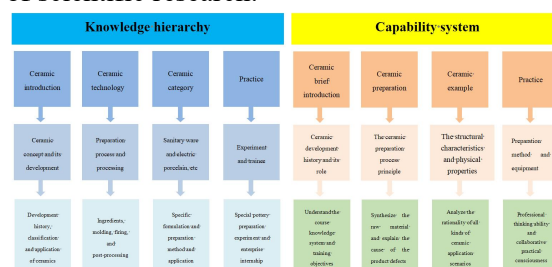 Knowledge hierarchy
Capability system
Ceramic
introduction
Ceramic
technology
Ceramic
category
Practice
Ceramic
brief
introduction
Ceramic
preparation
Ceramic
example
Practice
Ceramic
concept and its
development
Preparation
process and
processing
Sanitary ware
and electric
porcelain, etc
Experiment
and trainee
Ceramic
development
history and its
role
The ceramic
preparation
process
principle
The structural
characteristics
and physical
properties
Preparation
method and
equipment
Development
history,
classification
and application
of ceramics
Ingredients,
molding, firing,
and
post-processing
Specific
formulation and
preparation
method and
application
Special pottery
preparation
experiment and
enterprise
internship
Understand the
course
knowledge
system and
training
objectives
Synthesize the
raw material
and explain the
cause of the
product defects
Analyze the
rationality of all
kinds of
ceramic
application
scenarios
Professional
thinking ability
and
collaborative
practical
consciousness